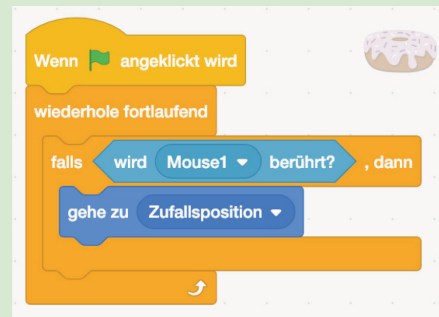 Wenn angeklickt wird
wiederhole fortlaufend
falls wird Mouse1 berührt? , dann
gehe zu Zufallsposition